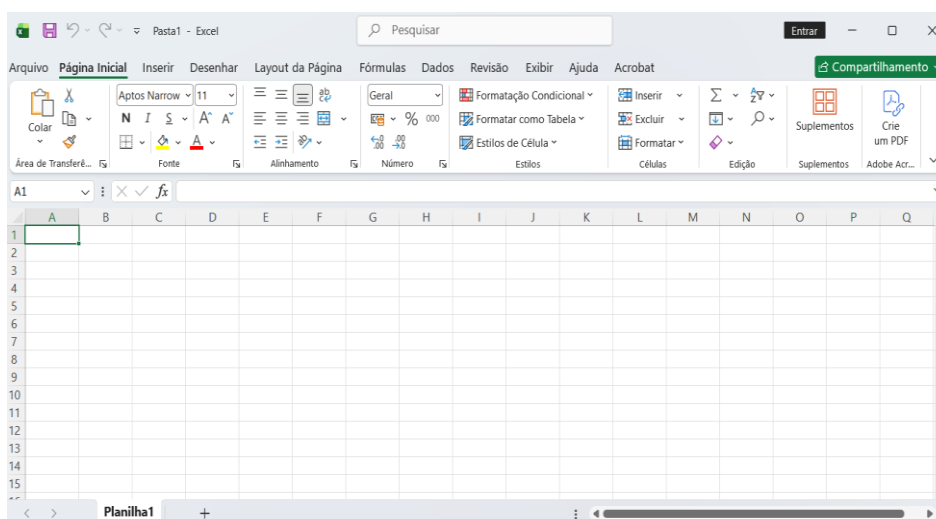 Pasta1 - Excel Pesquisar Entrar
Arquivo Página Inicial Inserir Desenhar Layout da Página Fórmulas Dados Revisão Exibir Ajuda Acrobat Compartilhamento
Aptos Narrow 11 ab Geral Formatação Condicional Inserir
Colar N I S A A % 000 Formatar como Tabela Excluir Suplementos Crie um PDF
A Estilos de Célula Formatar
Área de Transferê... Fonte Alinhamento Número Estilos Células Edição Suplementos Adobe Acr...
A1 fx
A B C D E F G H I J K L M N O P Q
1
2
3
4
5
6
7
8
9
10
11
12
13
14
15
Planilha1 +